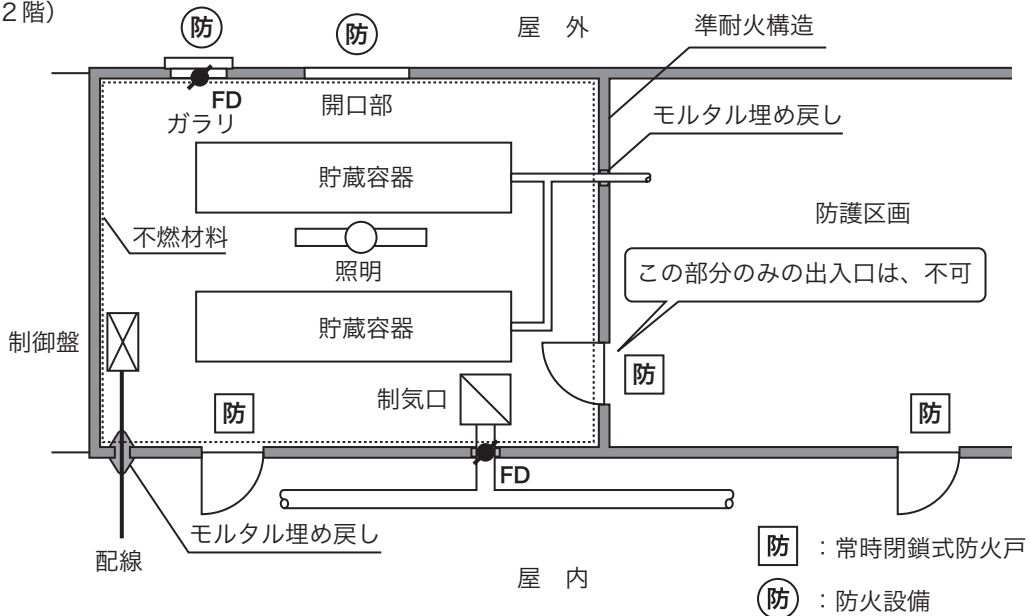 2階）
防
防
屋 外
準耐火構造
FD
ガラリ
開口部
モルタル埋め戻し
貯蔵容器
防護区画
不燃材料
照明
この部分のみの出入口は、不可
貯蔵容器
制御盤
防
制気口
防
防
FD
モルタル埋め戻し
配線
屋 内
防 ：常時閉鎖式防火戸
防 ：防火設備